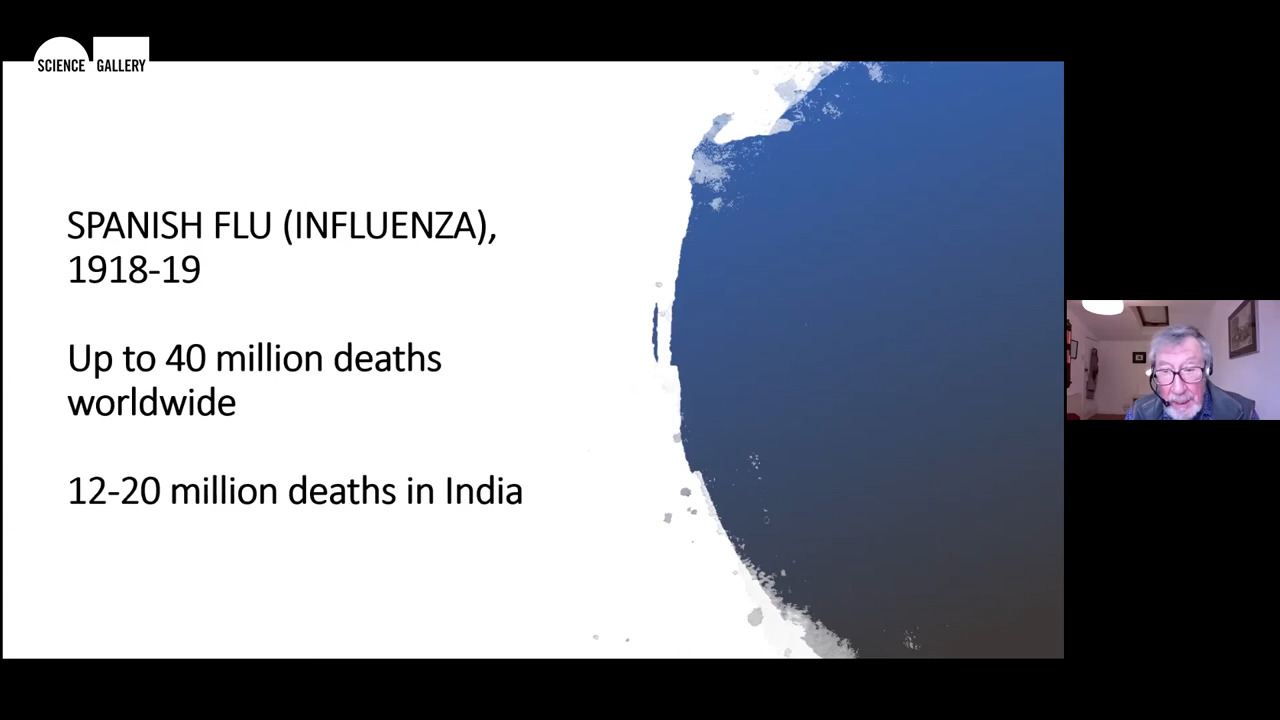 SCIENCE GALLERY
SPANISH FLU (INFLUENZA),
1918-19
Up to 40 million deaths
worldwide
12-20 million deaths in India